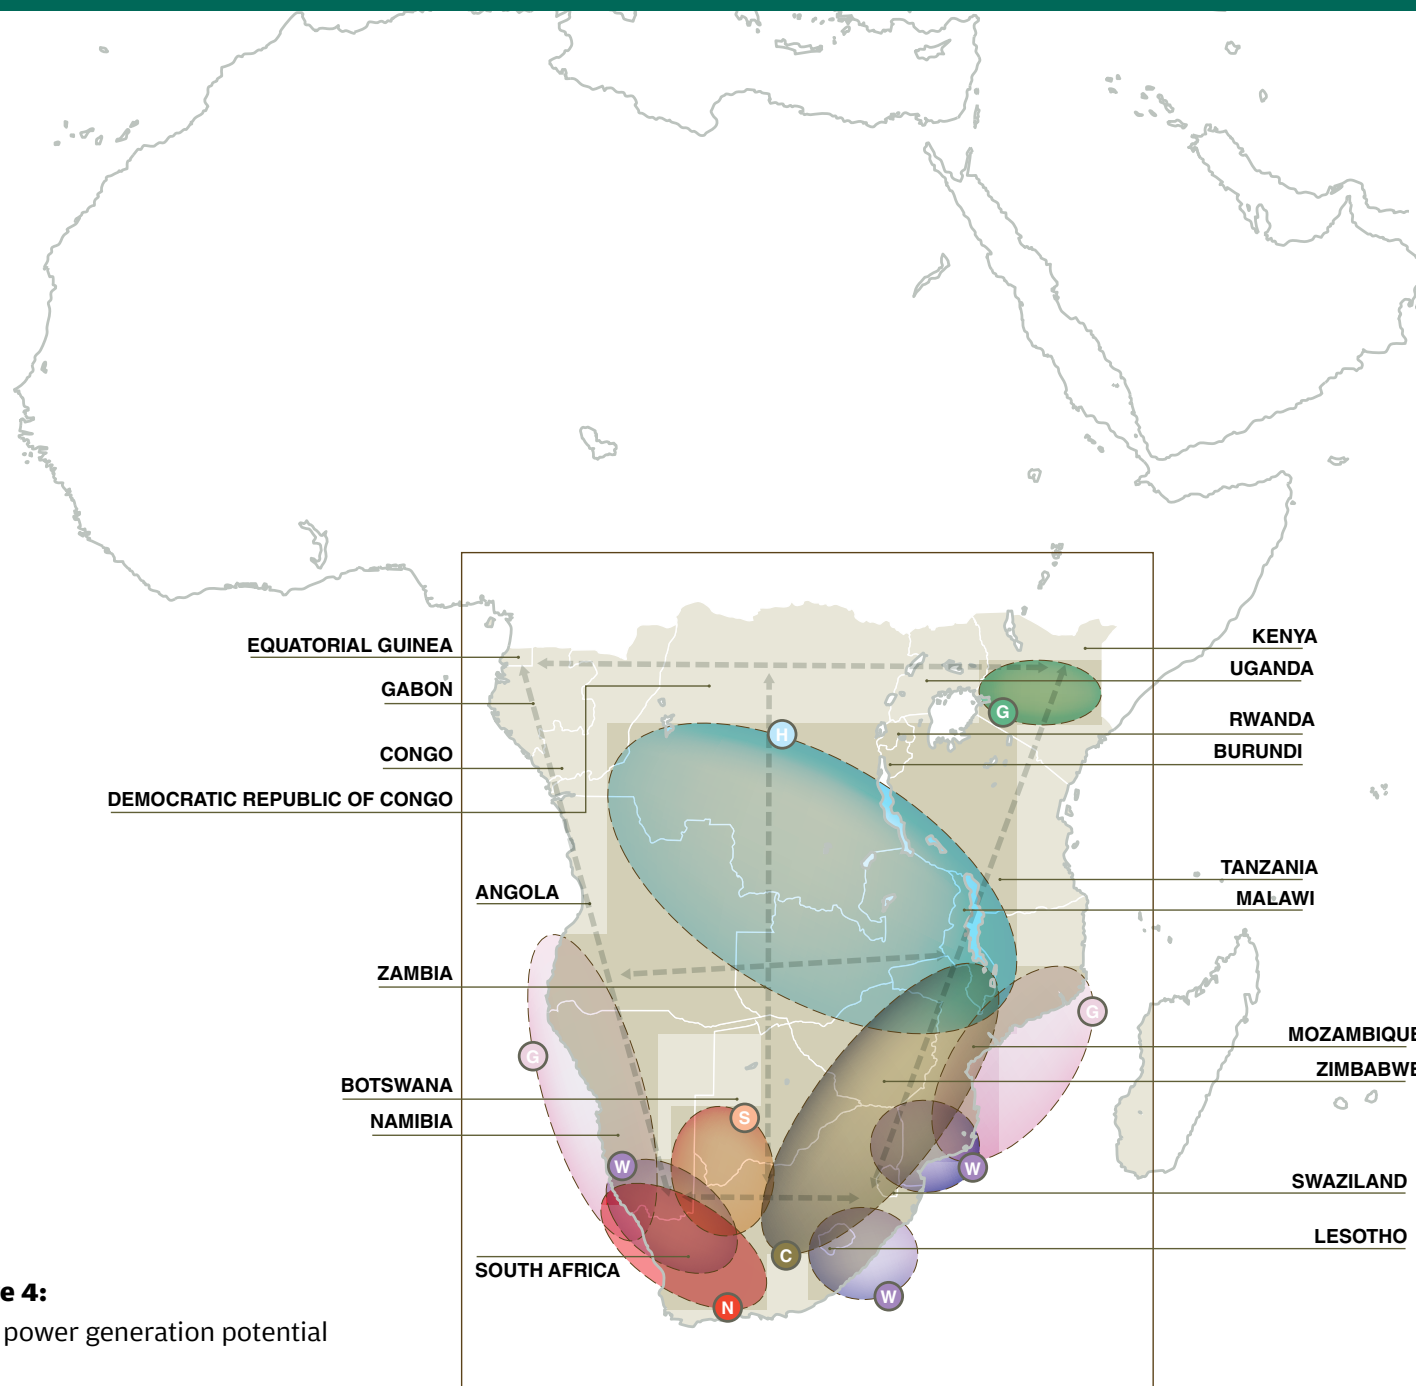 EQUATORIAL GUINEA
GABON
CONGO
DEMOCRATIC REPUBLIC OF CONGO
ANGOLA
ZAMBIA
BOTSWANA
NAMIBIA
SOUTH AFRICA
KENYA
UGANDA
RWANDA
BURUNDI
TANZANIA
MALAWI
MOZAMBIQUE
ZIMBABWE
SWAZILAND
LESOTHO
H
G
G
G
S
W
W
C
W
N
e 4:
power generation potential